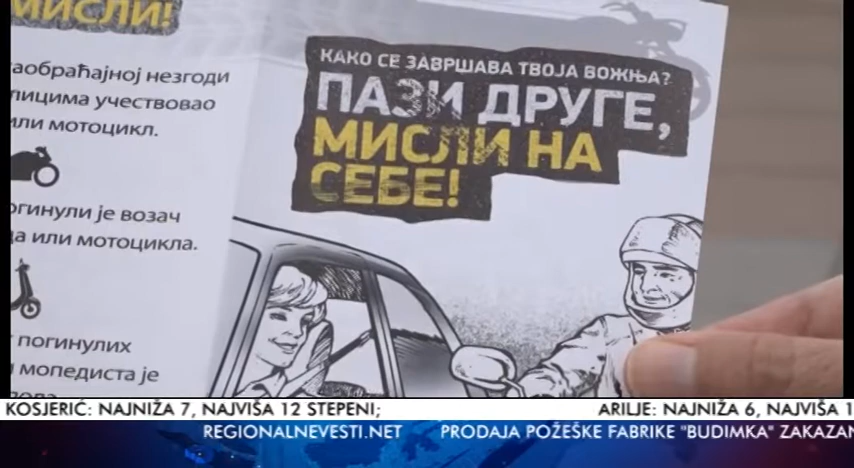 МИСЛИ!
аобраћајној незгоди
лицима учествовао
или мотоцикл.
огинули је возач
да или мотоцикла.
погинулих
мопедиста је
КАКО СЕ ЗАВРШАВА ТВОЈА ВОЖЊА?
ПАЗИ ДРУГЕ,
МИСЛИ НА
СЕБЕ!
KOSJERIĆ: NAJNIŽA 7, NAJVIŠA 12 STEPENI; ARILJE: NAJNIŽA 6, NAJVIŠA 1
REGIONALNEVESTI.NET PRODAJA POŽEŠKE FABRIKE "BUDIMKA" ZAKAZAN